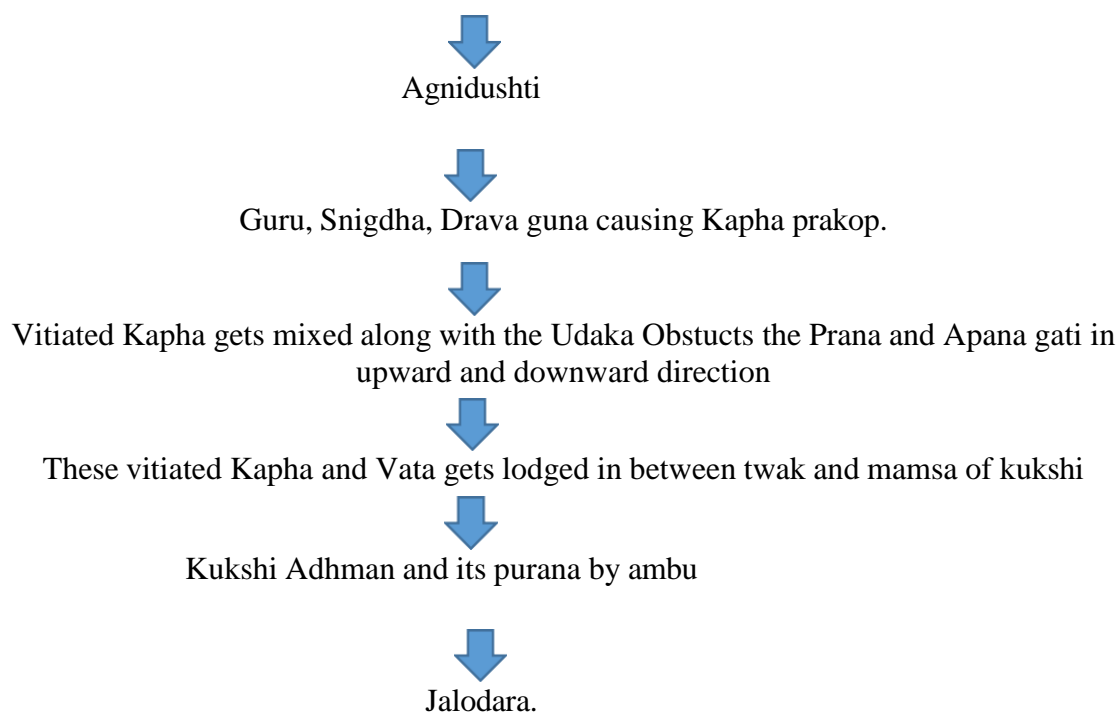 Agnidushti
Guru, Snigdha, Drava guna causing Kapha prakop.
Vitiated Kapha gets mixed along with the Udaka Obstucts the Prana and Apana gati in
upward and downward direction
These vitiated Kapha and Vata gets lodged in between twak and mamsa of kukshi
Kukshi Adhman and its purana by ambu
Jalodara.